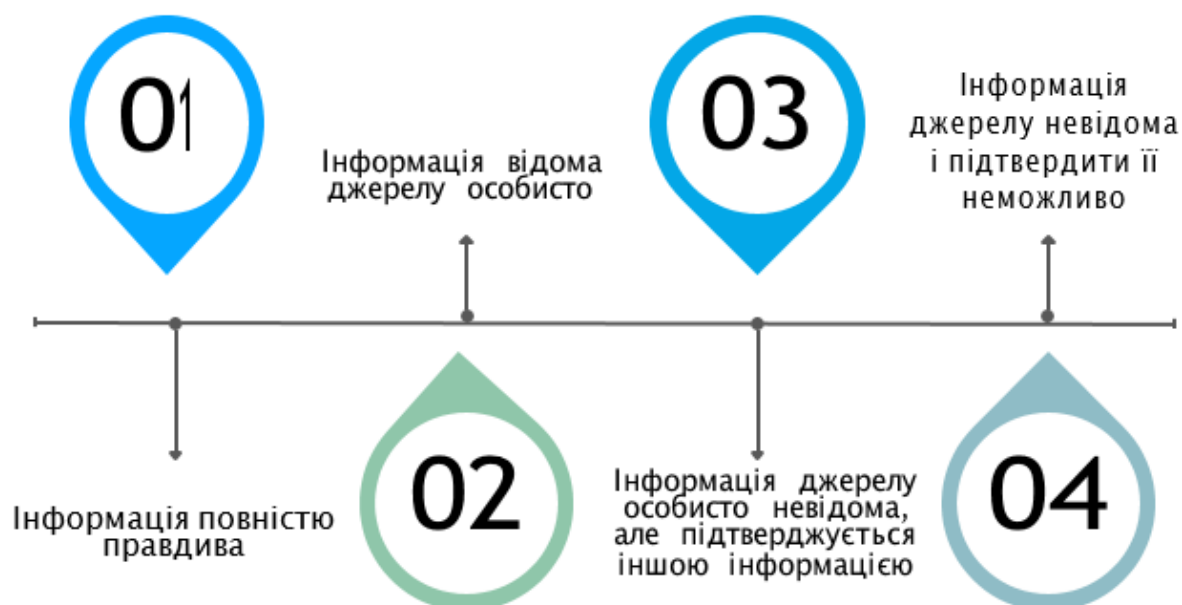 01
Інформація повністю
правдива
Інформація відома
джерелу особисто
02
03
Інформація джерелу
особисто невідома,
але підтверджується
іншою інформацією
Інформація
джерелу невідома
і підтвердити її
неможливо
04